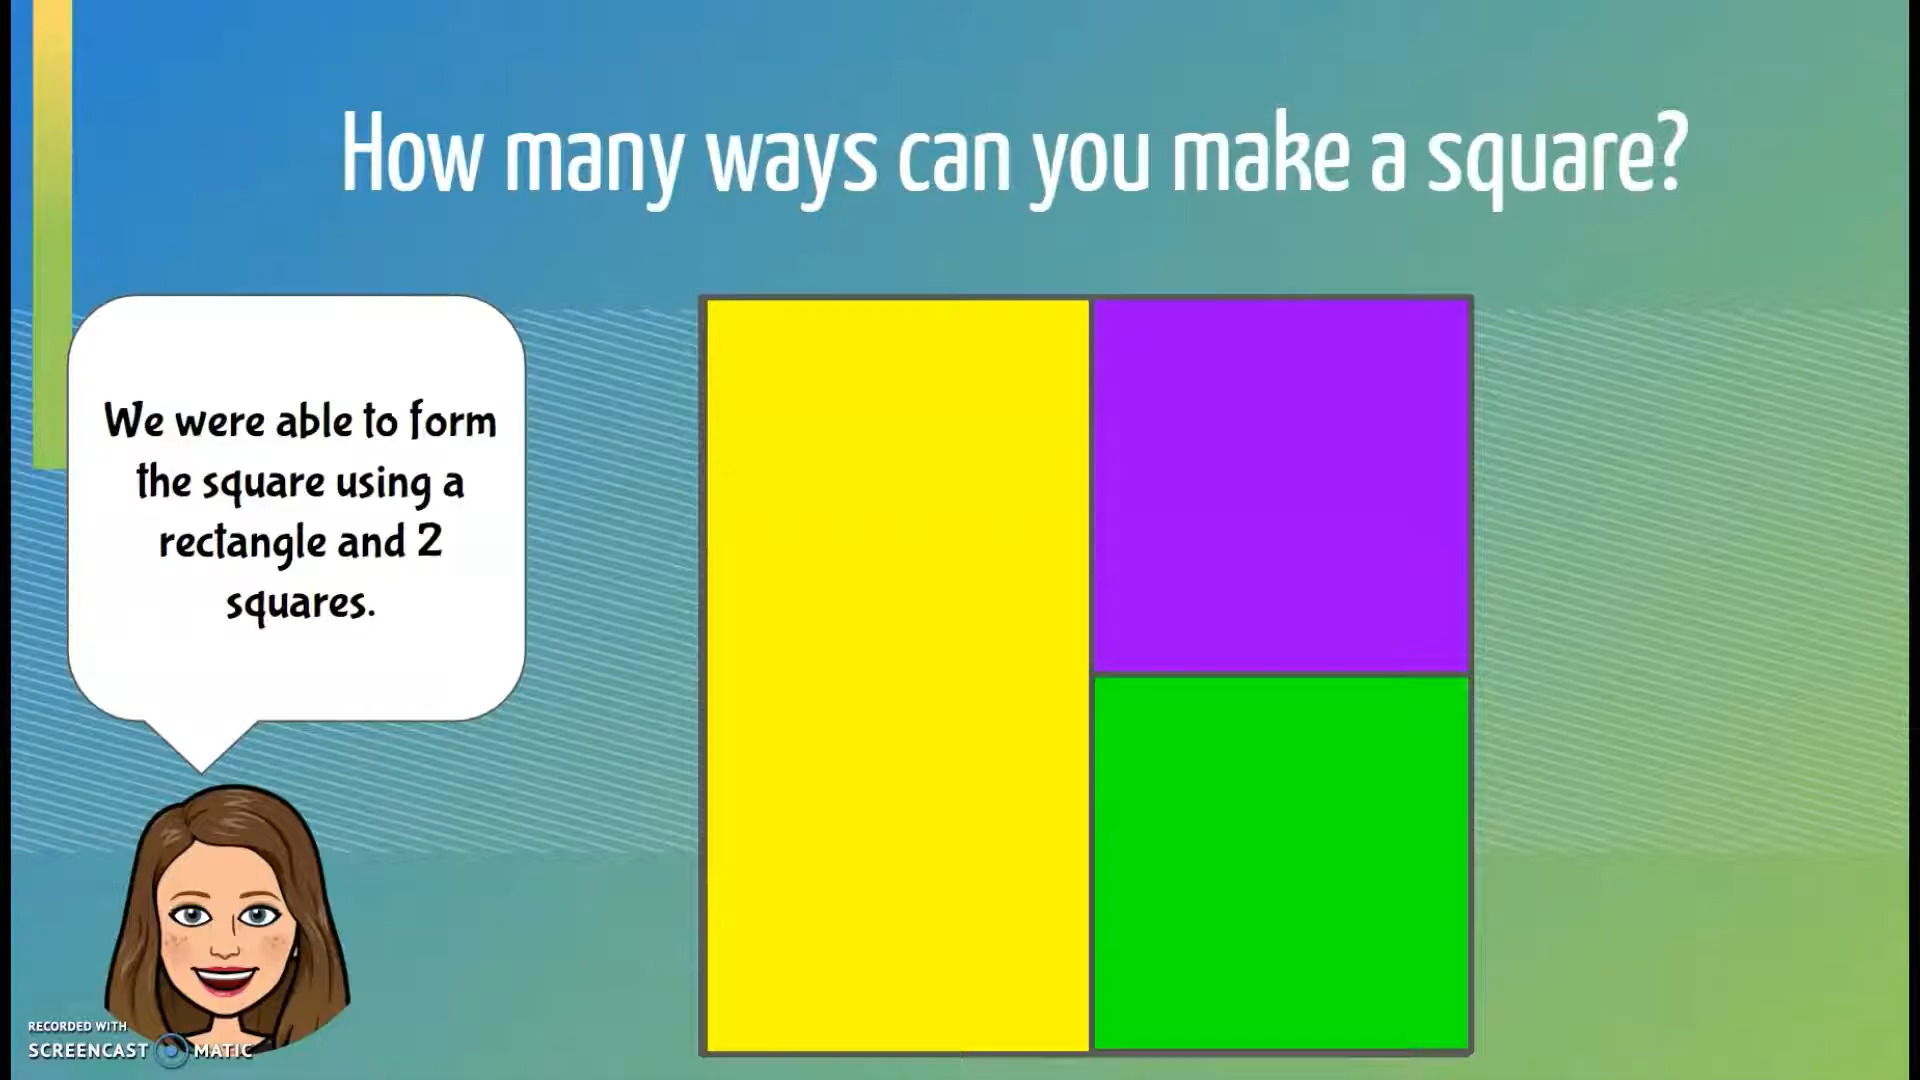 How many ways can you make a square?
We were able to form
the square using a
rectangle and 2
squares.
RECORDED WITH
SCREENCAST MATIC